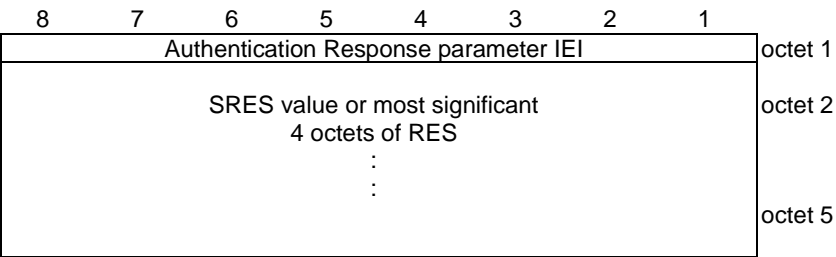 8 7 6 5 4 3 2 1
Authentication Response parameter IEI octet 1
SRES value or most significant octet 2
4 octets of RES
:
:
octet 5